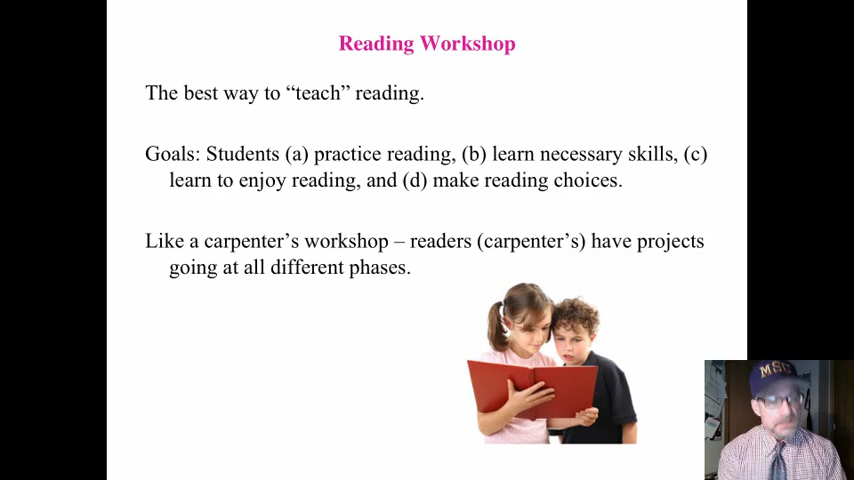 Reading Workshop
The best way to “teach” reading.
Goals: Students (a) practice reading, (b) learn necessary skills, (c)
learn to enjoy reading, and (d) make reading choices.
Like a carpenter’s workshop – readers (carpenter’s) have projects
going at all different phases.